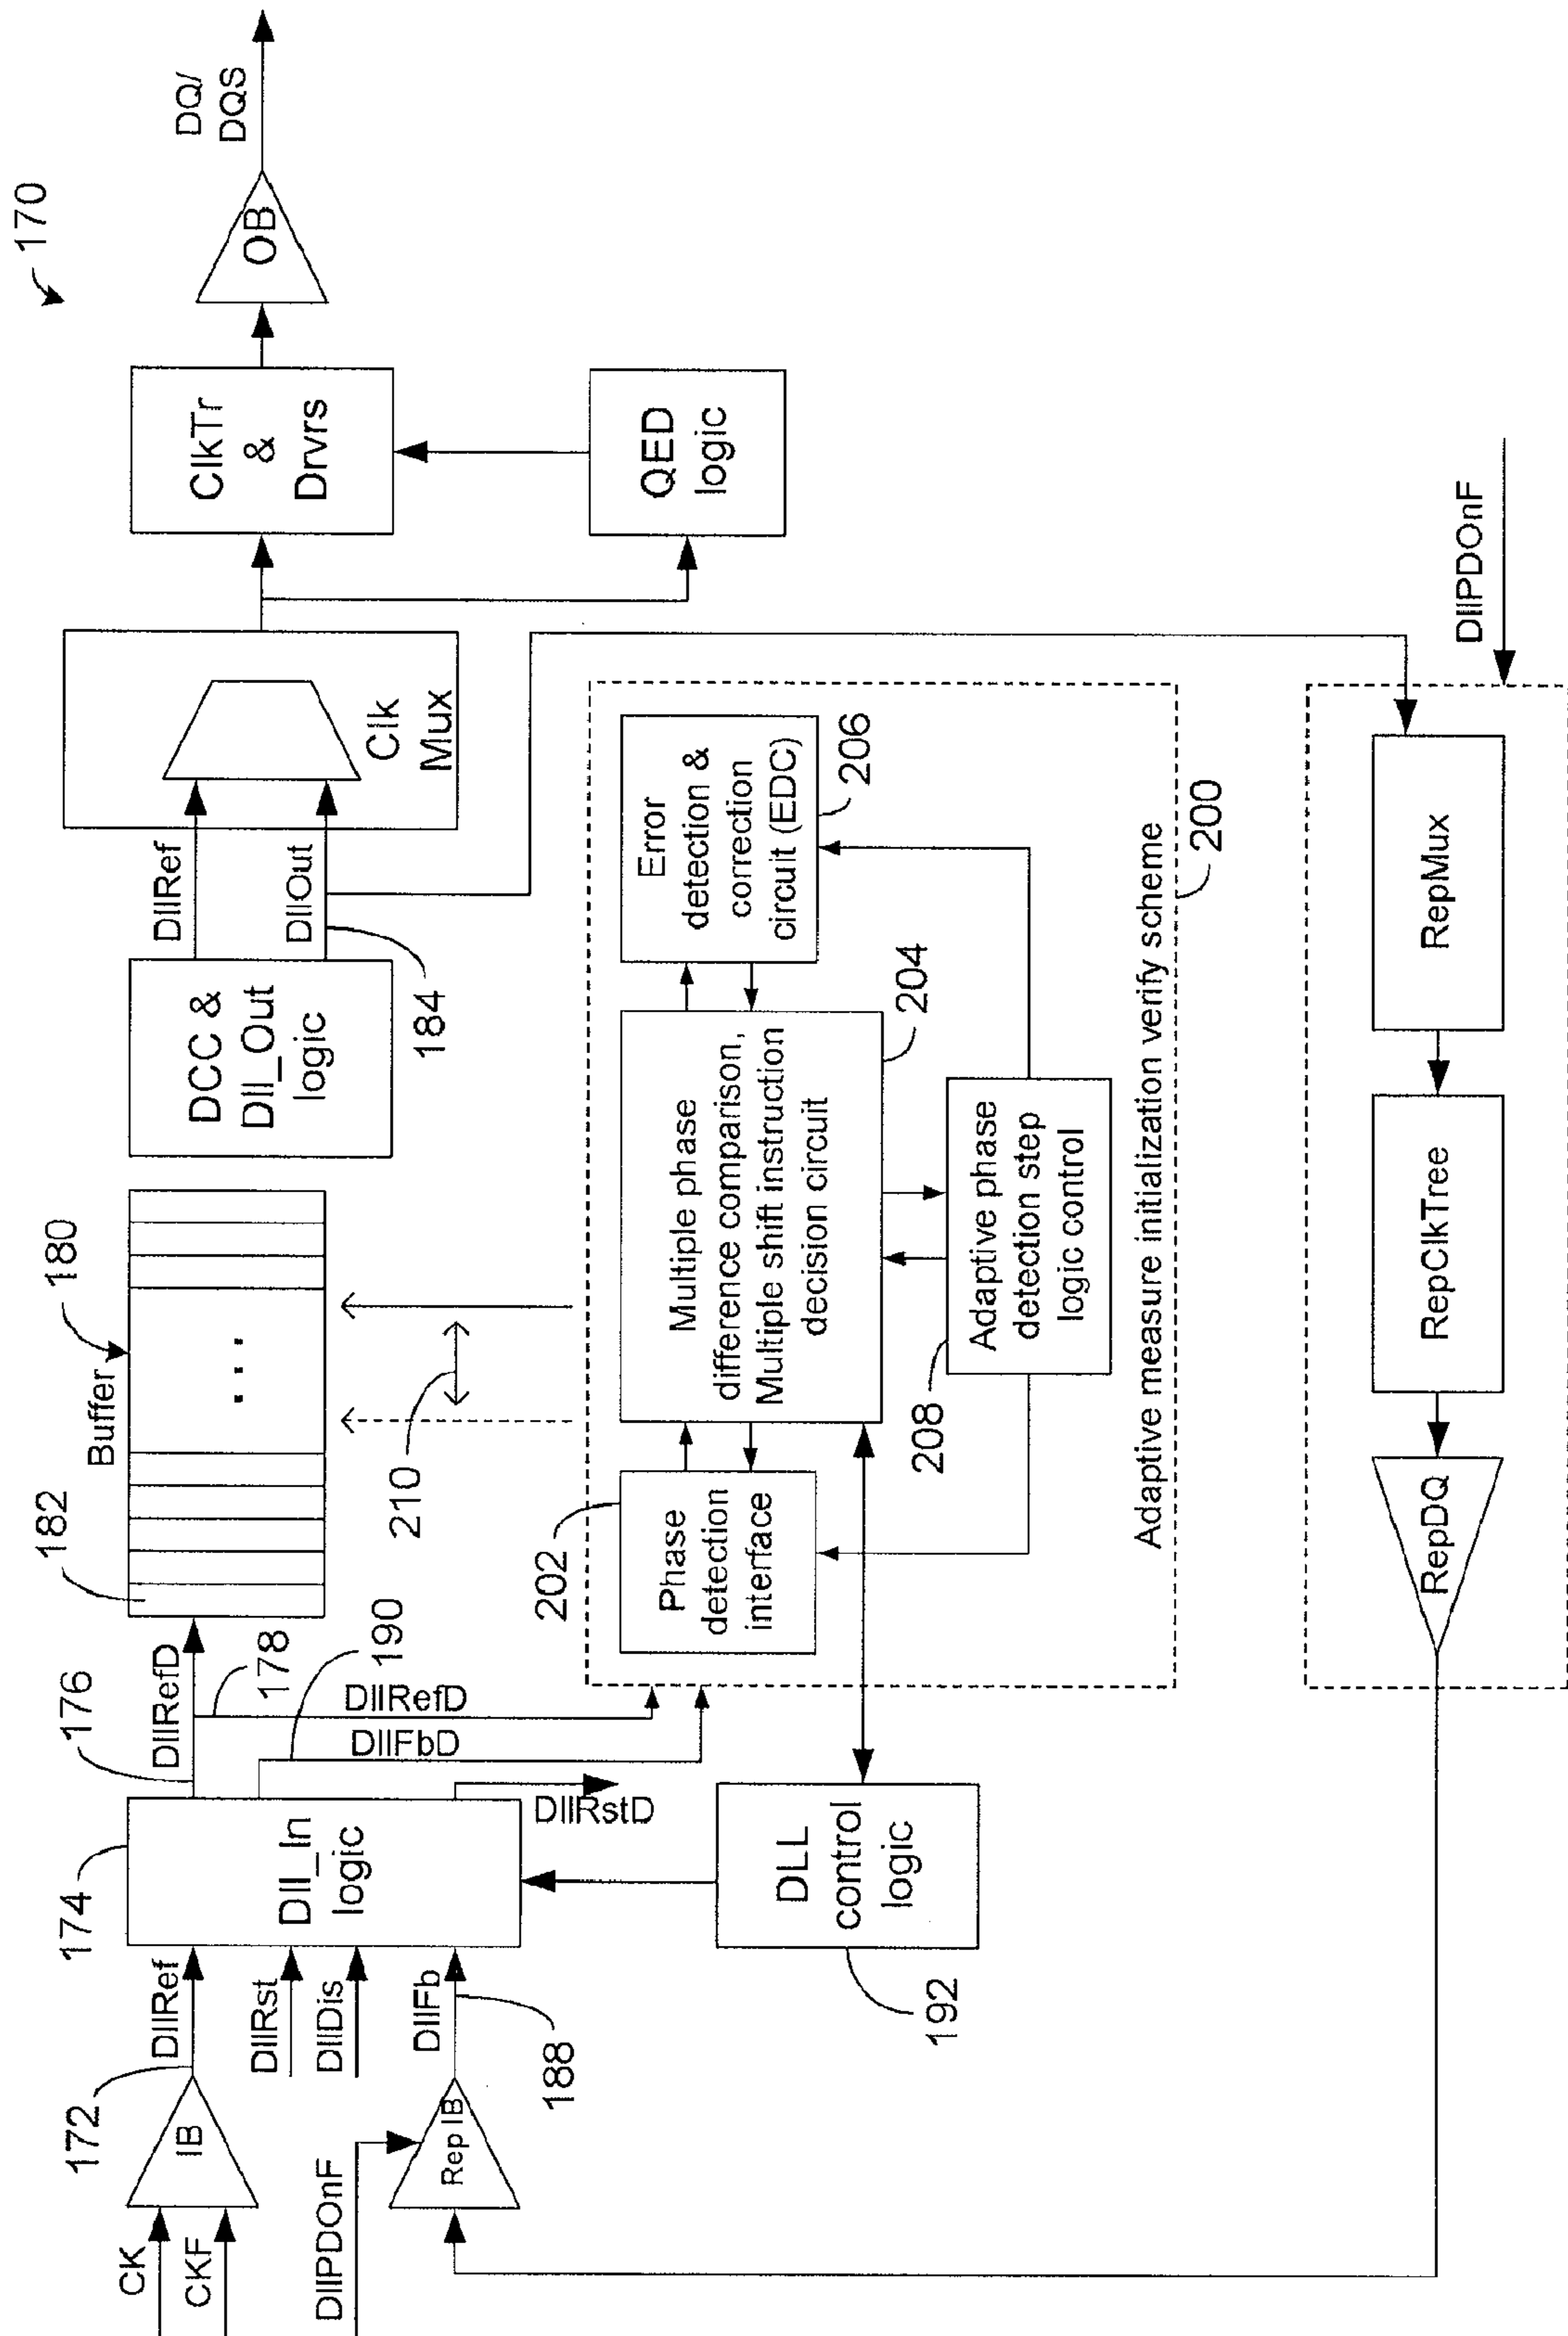 170
CK
CKF
IB
172
DllRef
DllRst
DllDis
DllPDOnF
Rep IB
DllFb
188
174
Dll_In
logic
176
DllRefD
178
190
DllRefD
DllFbD
DllRstD
DLL
control
logic
192
182
Buffer
180
...
210
DCC &
Dll_Out
logic
184
DllRef
DllOut
Clk
Mux
ClkTr
&
Drvrs
QED
logic
OB
DQ/
DQS
202
Phase
detection
interface
Multiple phase
difference comparison,
Multiple shift instruction
decision circuit
204
Error
detection &
correction
circuit (EDC)
206
208
Adaptive phase
detection step
logic control
Adaptive measure initialization verify scheme
200
RepDQ
RepClkTree
RepMux
DllPDOnF